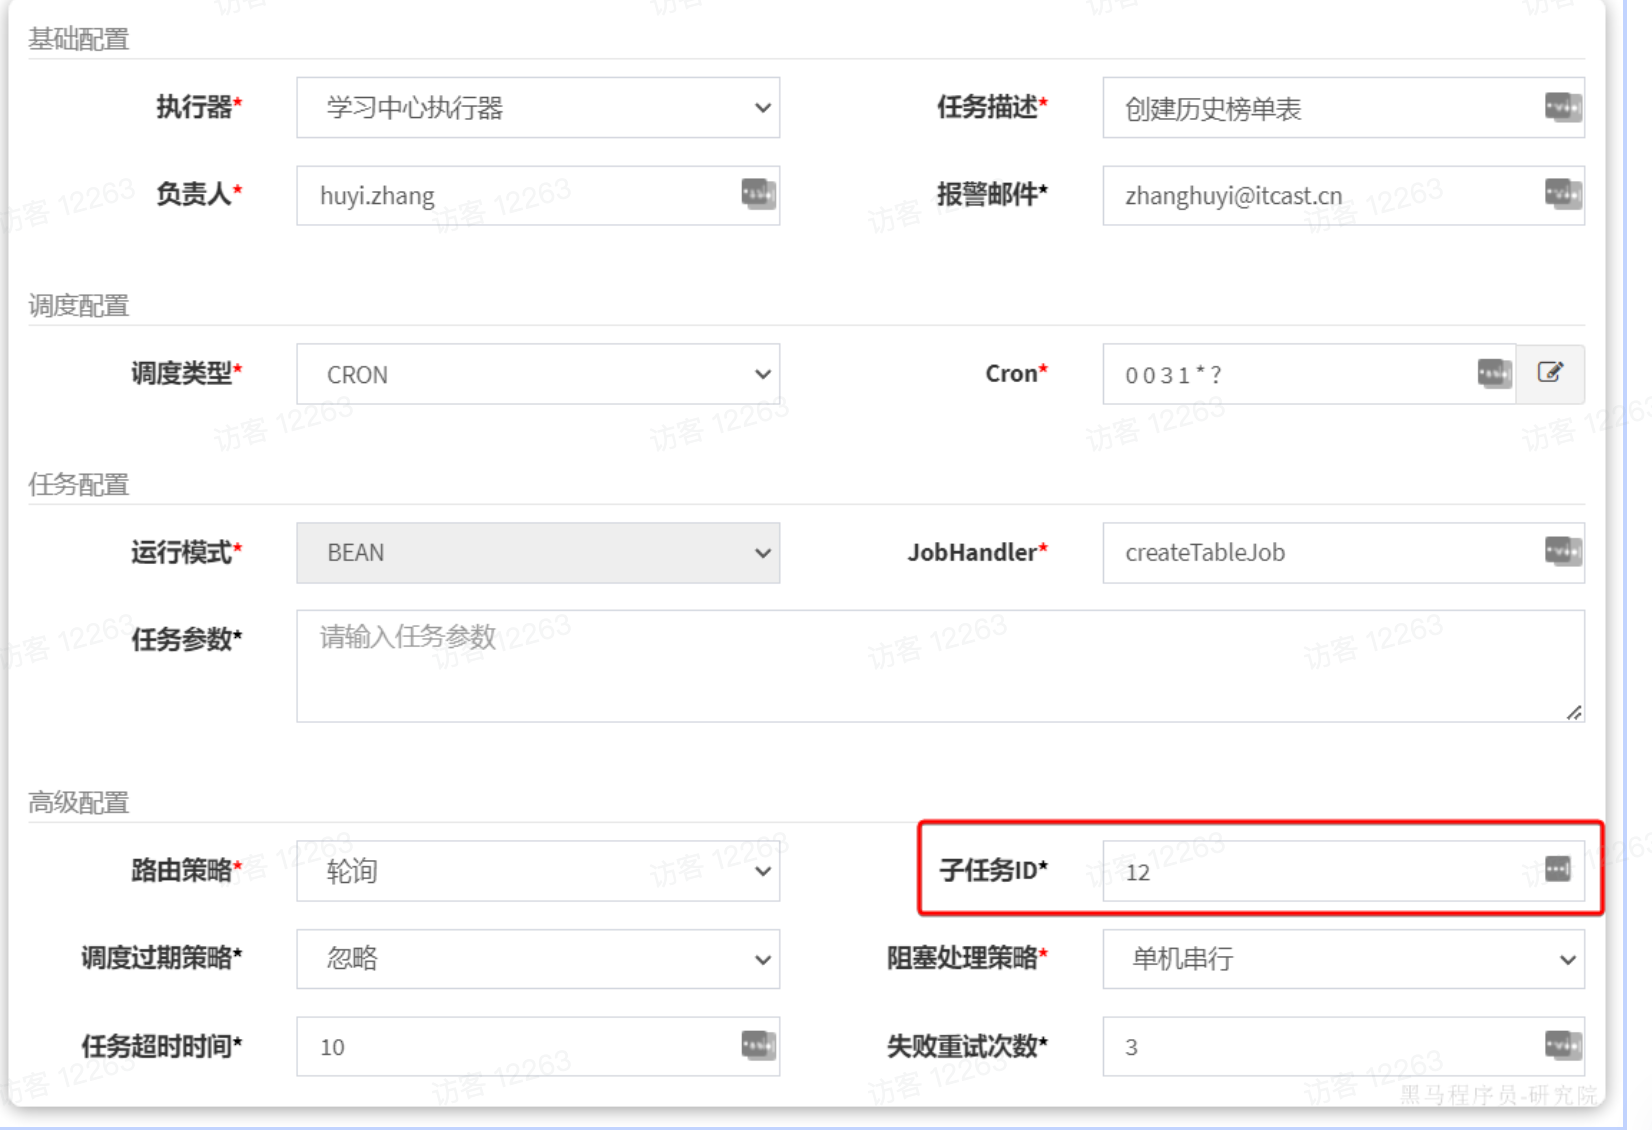 基础配置
执行器* 学习中心执行器 任务描述* 创建历史榜单表
负责人* huyi.zhang 报警邮件* zhanghuyi@itcast.cn
调度配置
调度类型* CRON Cron* 0 0 3 1 * ?
任务配置
运行模式* BEAN JobHandler* createTableJob
任务参数* 请输入任务参数
高级配置
路由策略* 轮询 子任务ID* 12
调度过期策略* 忽略 阻塞处理策略* 单机串行
任务超时时间* 10 失败重试次数* 3
访客 12263
黑马程序员-研究院